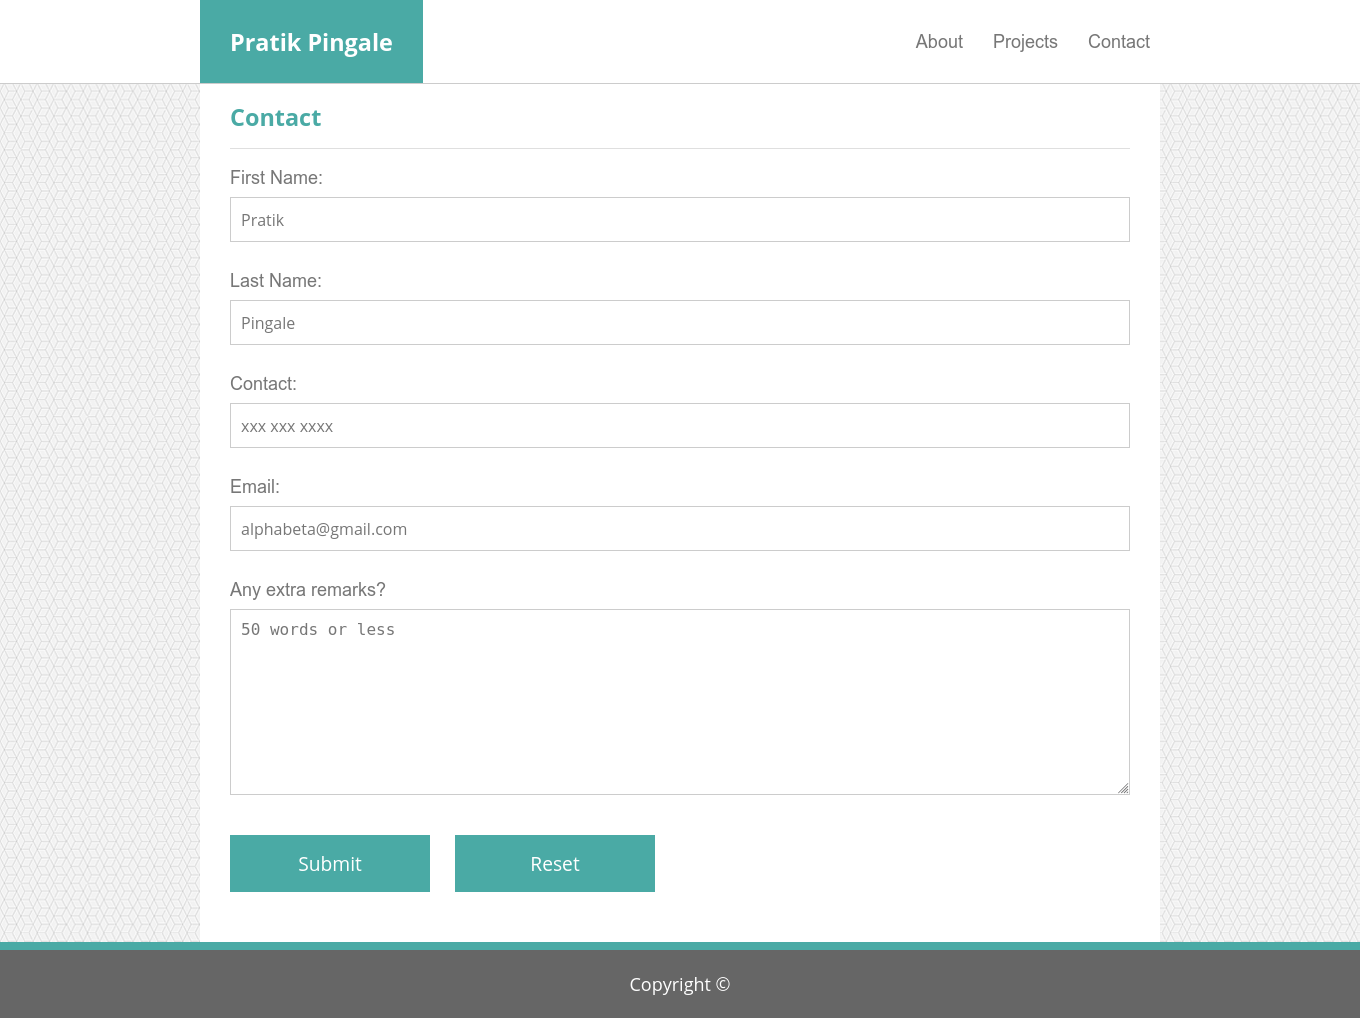 Pratik Pingale
About Projects Contact
Contact
First Name:
Pratik
Last Name:
Pingale
Contact:
xxx xxx xxxx
Email:
alphabeta@gmail.com
Any extra remarks?
50 words or less
Submit Reset
Copyright ©